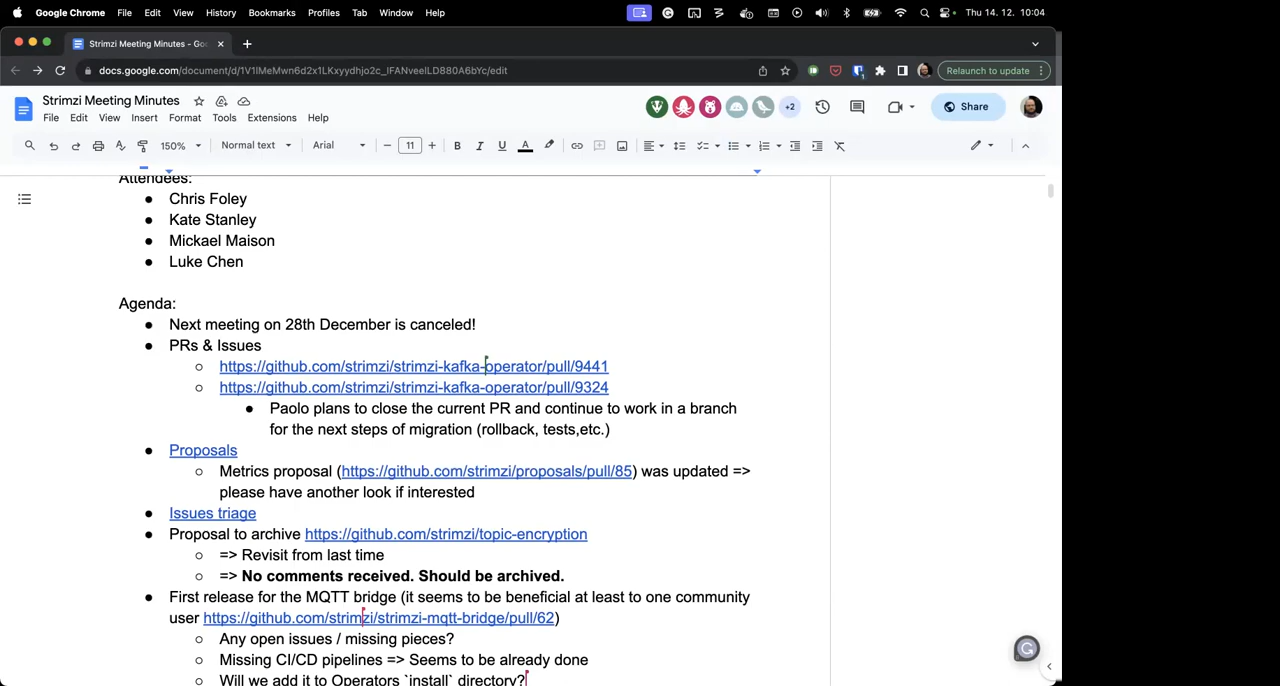 Google Chrome File Edit View History Bookmarks Profiles Tab Window Help Thu 14. 12. 10:04
Strimzi Meeting Minutes - Goo
docs.google.com/document/d/1V1lMeMwn6d2x1LKxyydhjo2c_lFANveelLD880A6bYc/edit Relaunch to update
Strimzi Meeting Minutes
File Edit View Insert Format Tools Extensions Help
+2 Share
150% Normal text Arial 11
Attendees:
Chris Foley
Kate Stanley
Mickael Maison
Luke Chen
Agenda:
Next meeting on 28th December is canceled!
PRs & Issues
https://github.com/strimzi/strimzi-kafka-operator/pull/9441
https://github.com/strimzi/strimzi-kafka-operator/pull/9324
Paolo plans to close the current PR and continue to work in a branch
for the next steps of migration (rollback, tests,etc.)
Proposals
Metrics proposal (https://github.com/strimzi/proposals/pull/85) was updated =>
please have another look if interested
Issues triage
Proposal to archive https://github.com/strimzi/topic-encryption
=> Revisit from last time
=> No comments received. Should be archived.
First release for the MQTT bridge (it seems to be beneficial at least to one community
user https://github.com/strimzi/strimzi-mqtt-bridge/pull/62)
Any open issues / missing pieces?
Missing CI/CD pipelines => Seems to be already done
Will we add it to Operators `install` directory?